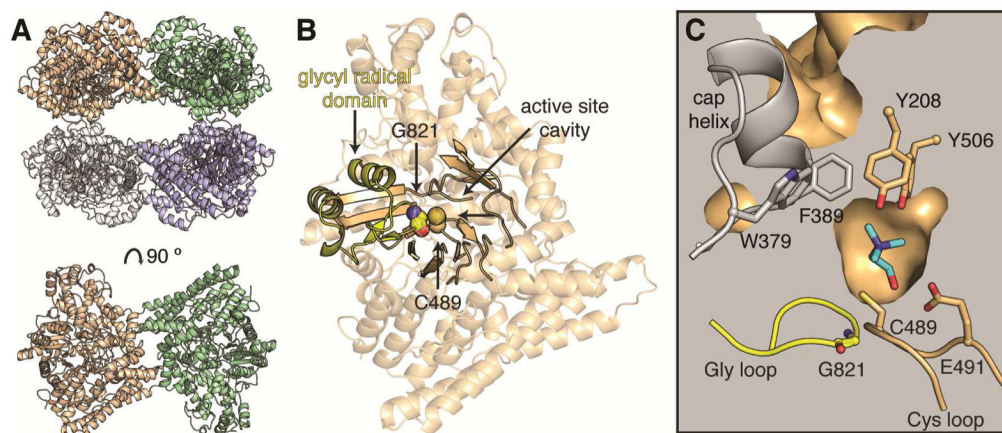 A
90 º
B
glycyl radical
domain
G821
active site
cavity
C489
C
cap
helix
Y208
Y506
F389
W379
C489
Gly loop
G821
E491
Cys loop